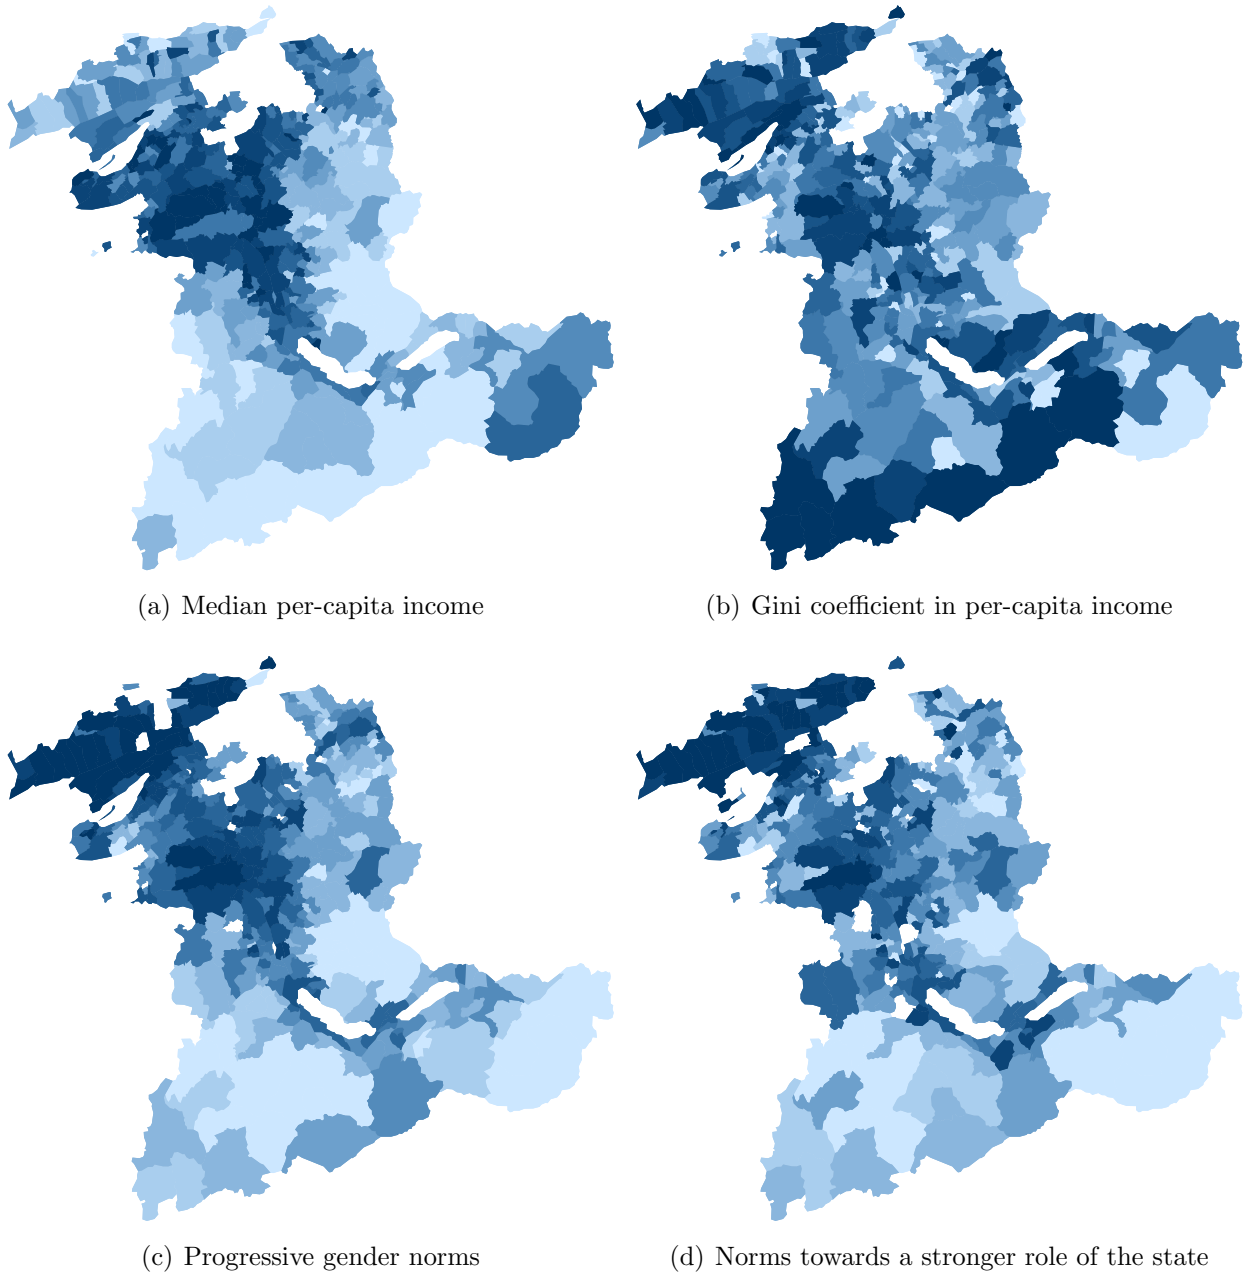 (a) Median per-capita income
(b) Gini coefficient in per-capita income
(c) Progressive gender norms
(d) Norms towards a stronger role of the state